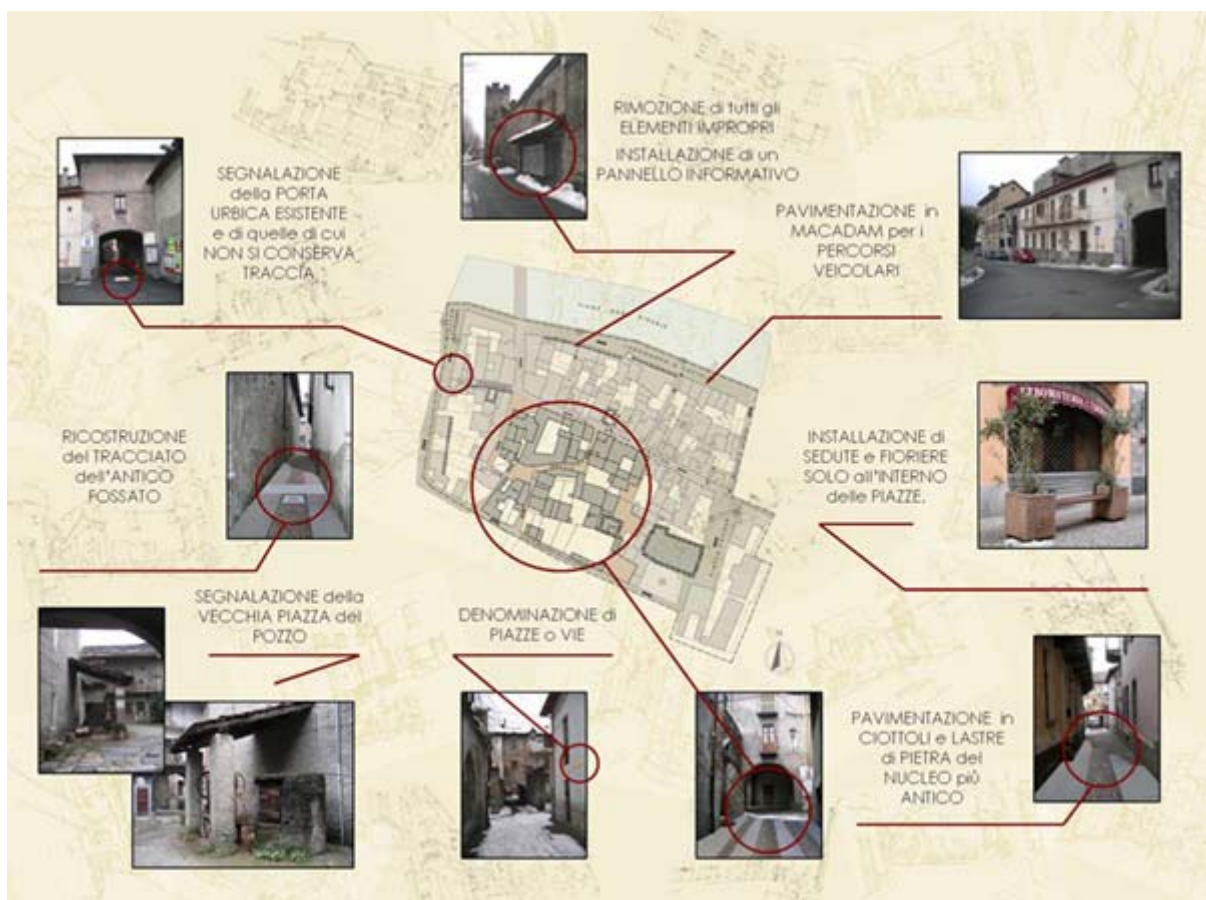 RIMOZIONE di tutti gli
ELEMENTI IMPROPRI
INSTALLAZIONE di un
PANNELLO INFORMATIVO
SEGNALAZIONE
della PORTA
URBICA ESISTENTE
e di quelle di cui
NON SI CONSERVA
TRACCIA
PAVIMENTAZIONE in
MACADAM per i
PERCORSI
VEICOLARI
RICOSTRUZIONE
del TRACCIATO
dell'ANTICO
FOSSATO
INSTALLAZIONE di
SEDUTE e FIORIERE
SOLO all'INTERNO
delle PIAZZE.
SEGNALAZIONE della
VECCHIA PIAZZA del
POZZO
DENOMINAZIONE di
PIAZZE o VIE
PAVIMENTAZIONE in
CIOTTOLI e LASTRE
di PIETRA del
NUCLEO più
ANTICO